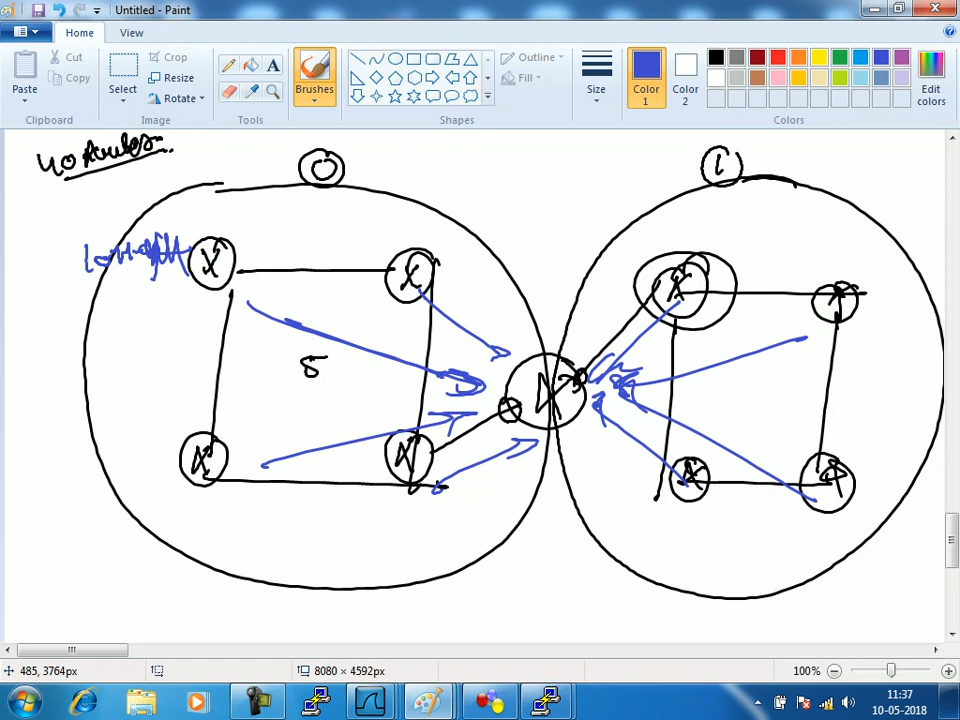 Untitled - Paint
Home
View
Paste
Cut
Copy
Clipboard
Select
Crop
Resize
Rotate
Image
A
Tools
Brushes
Outline
Fill
Shapes
Size
Color
1
Color
2
Edit
colors
Colors
40
0
1
X
X
X
X
5
X
X
X
X
X
485, 3764px
8080 × 4592px
100%
11:37
10-05-2018